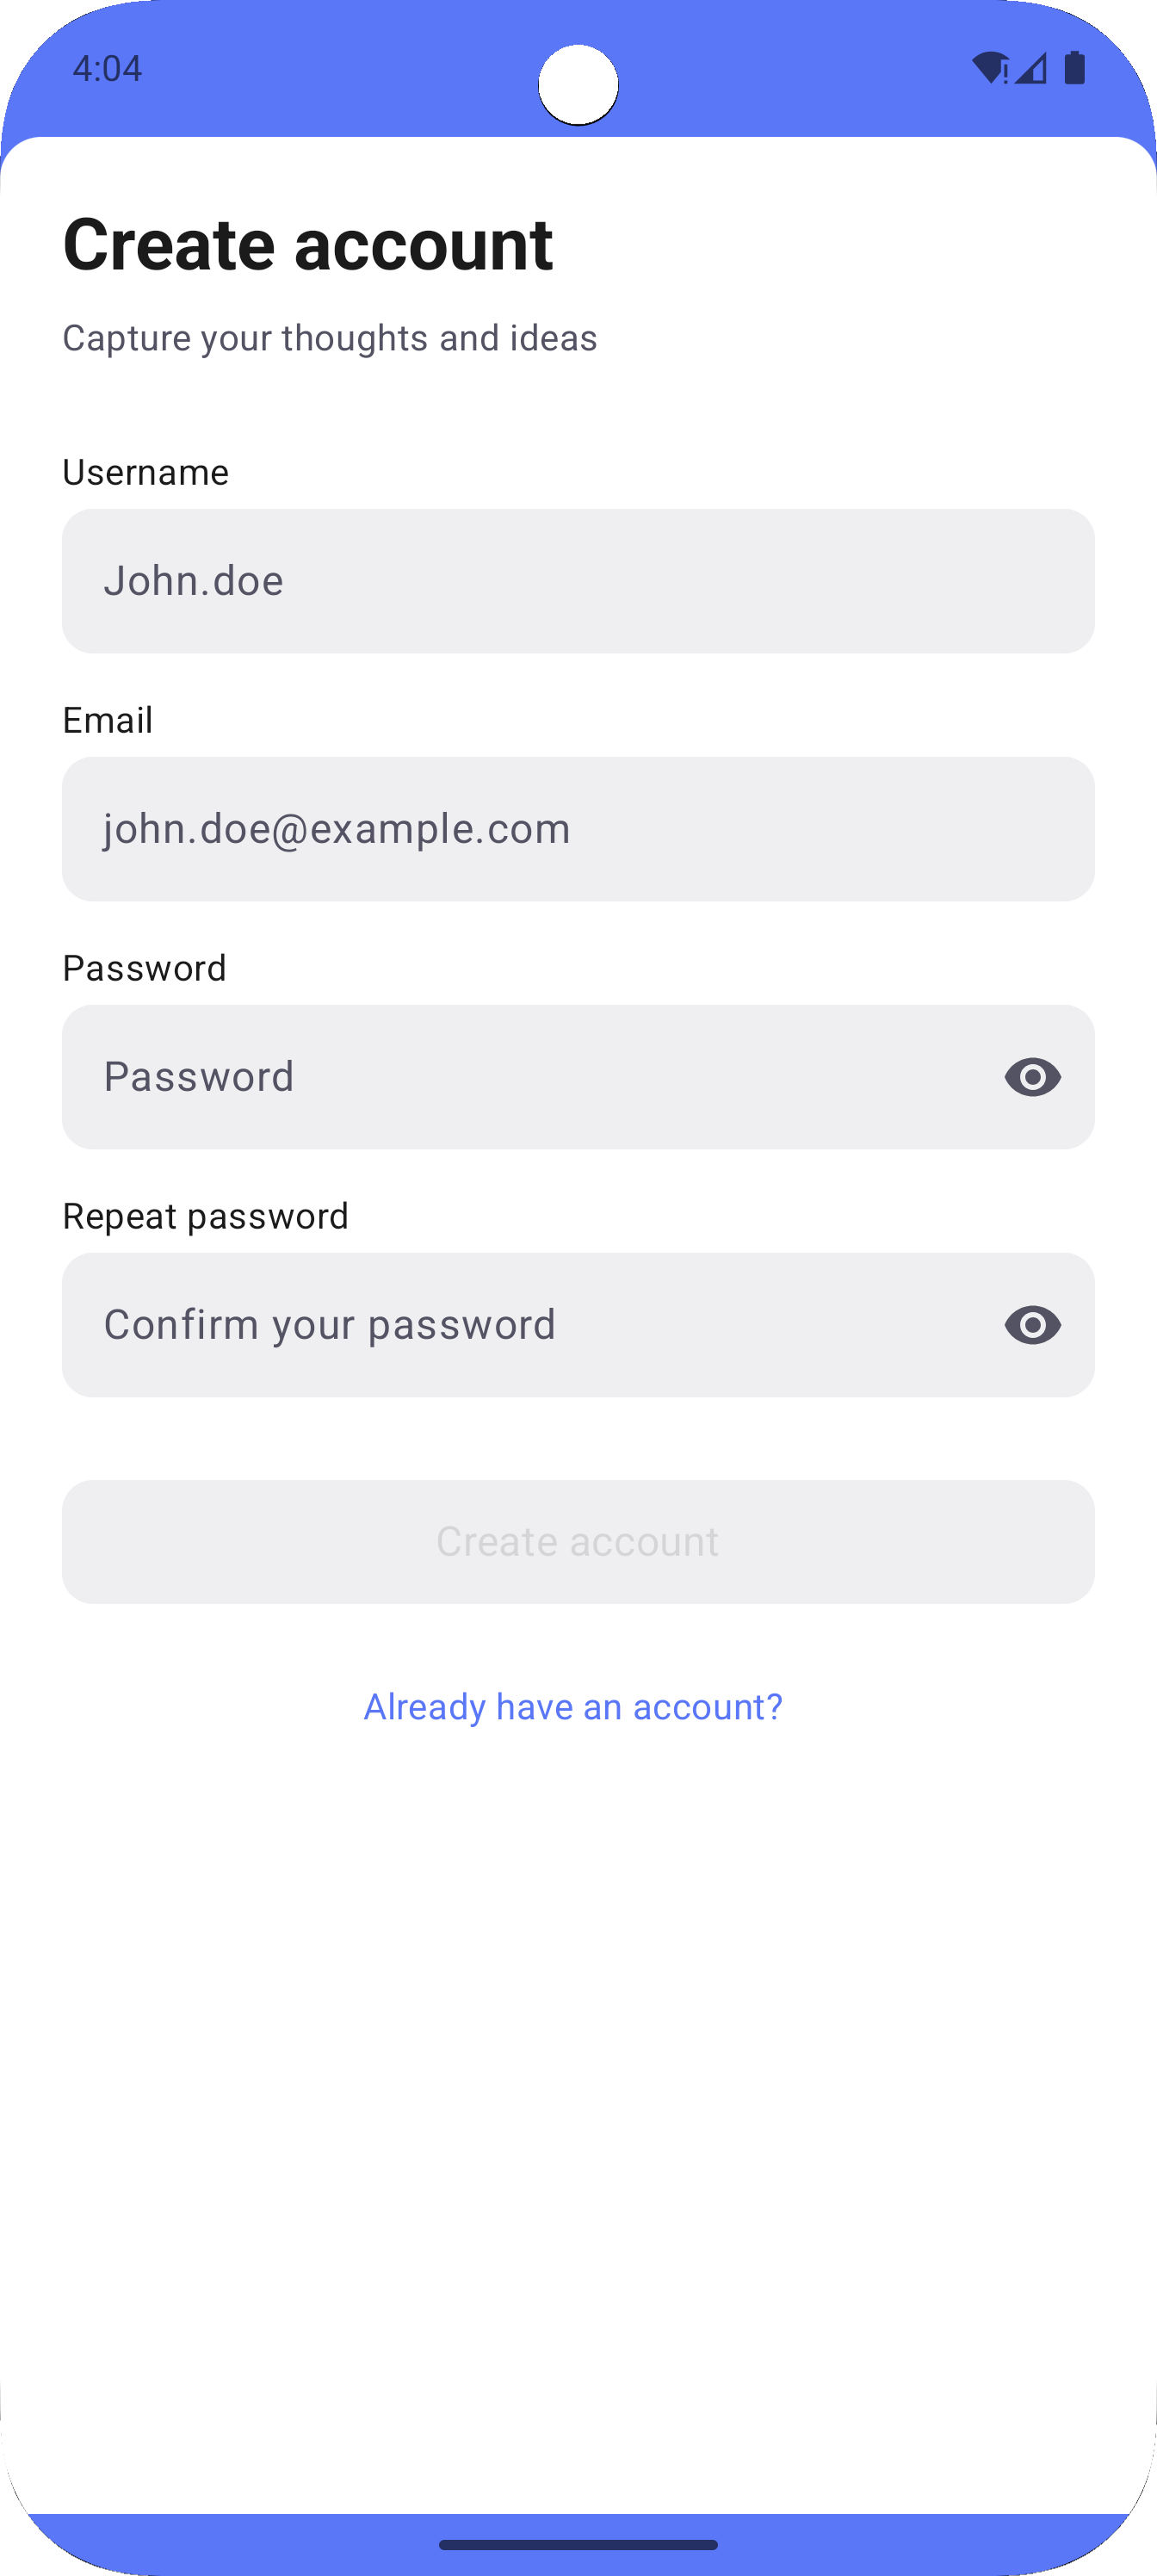 4:04
Create account
Capture your thoughts and ideas
Username
John.doe
Email
john.doe@example.com
Password
Password
Repeat password
Confirm your password
Create account
Already have an account?